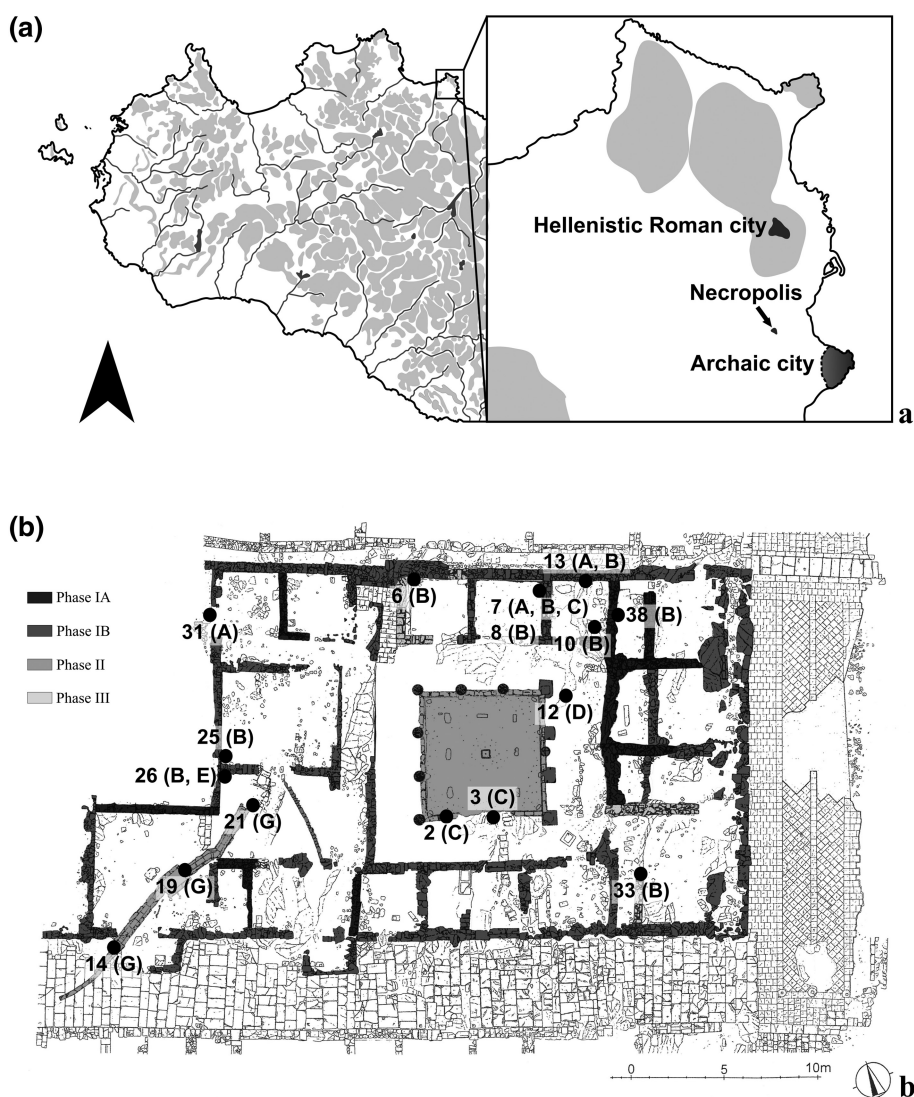 (a)
Hellenistic Roman city
Necropolis
Archaic city
a
(b)
Phase IA
Phase IB
Phase II
Phase III
13 (A, B)
6 (B)
7 (A, B, C)
38 (B)
31 (A)
8 (B)
10 (B)
12 (D)
25 (B)
26 (B, E)
3 (C)
21 (G)
2 (C)
19 (G)
33 (B)
14 (G)
0 5 10m
b